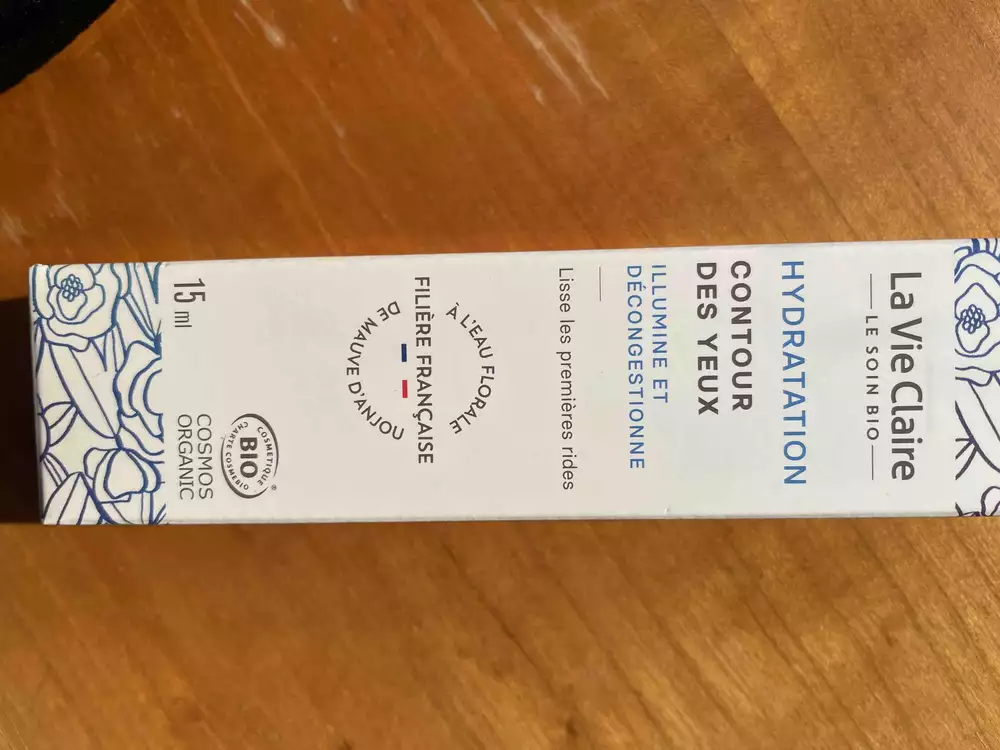 La Vie Claire
LE SOIN BIO
HYDRATATION
CONTOUR
DES YEUX
ILLUMINE ET
DÉCONGESTIONNE
Lisse les premières rides
À L'EAU FLORALE
FILIÈRE FRANÇAISE
DE MAUVE D'ANJOU
COSMETIQUE
BIO
CHARTE COSMEBIO
COSMOS
ORGANIC
15 ml